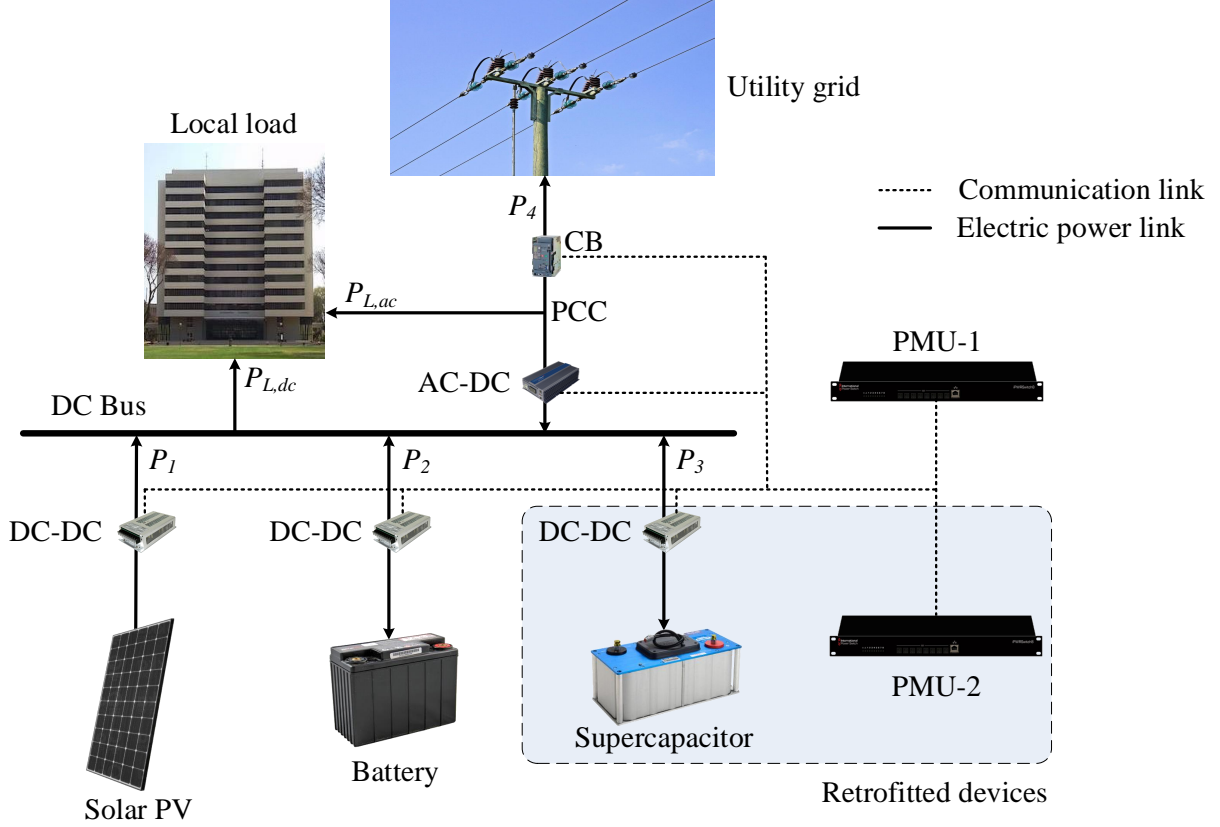 Utility grid
Local load
Communication link
Electric power link
P4
CB
PL,ac
PCC
PMU-1
AC-DC
PL,dc
DC Bus
P1
P2
P3
DC-DC
DC-DC
DC-DC
PMU-2
Supercapacitor
Battery
Solar PV
Retrofitted devices